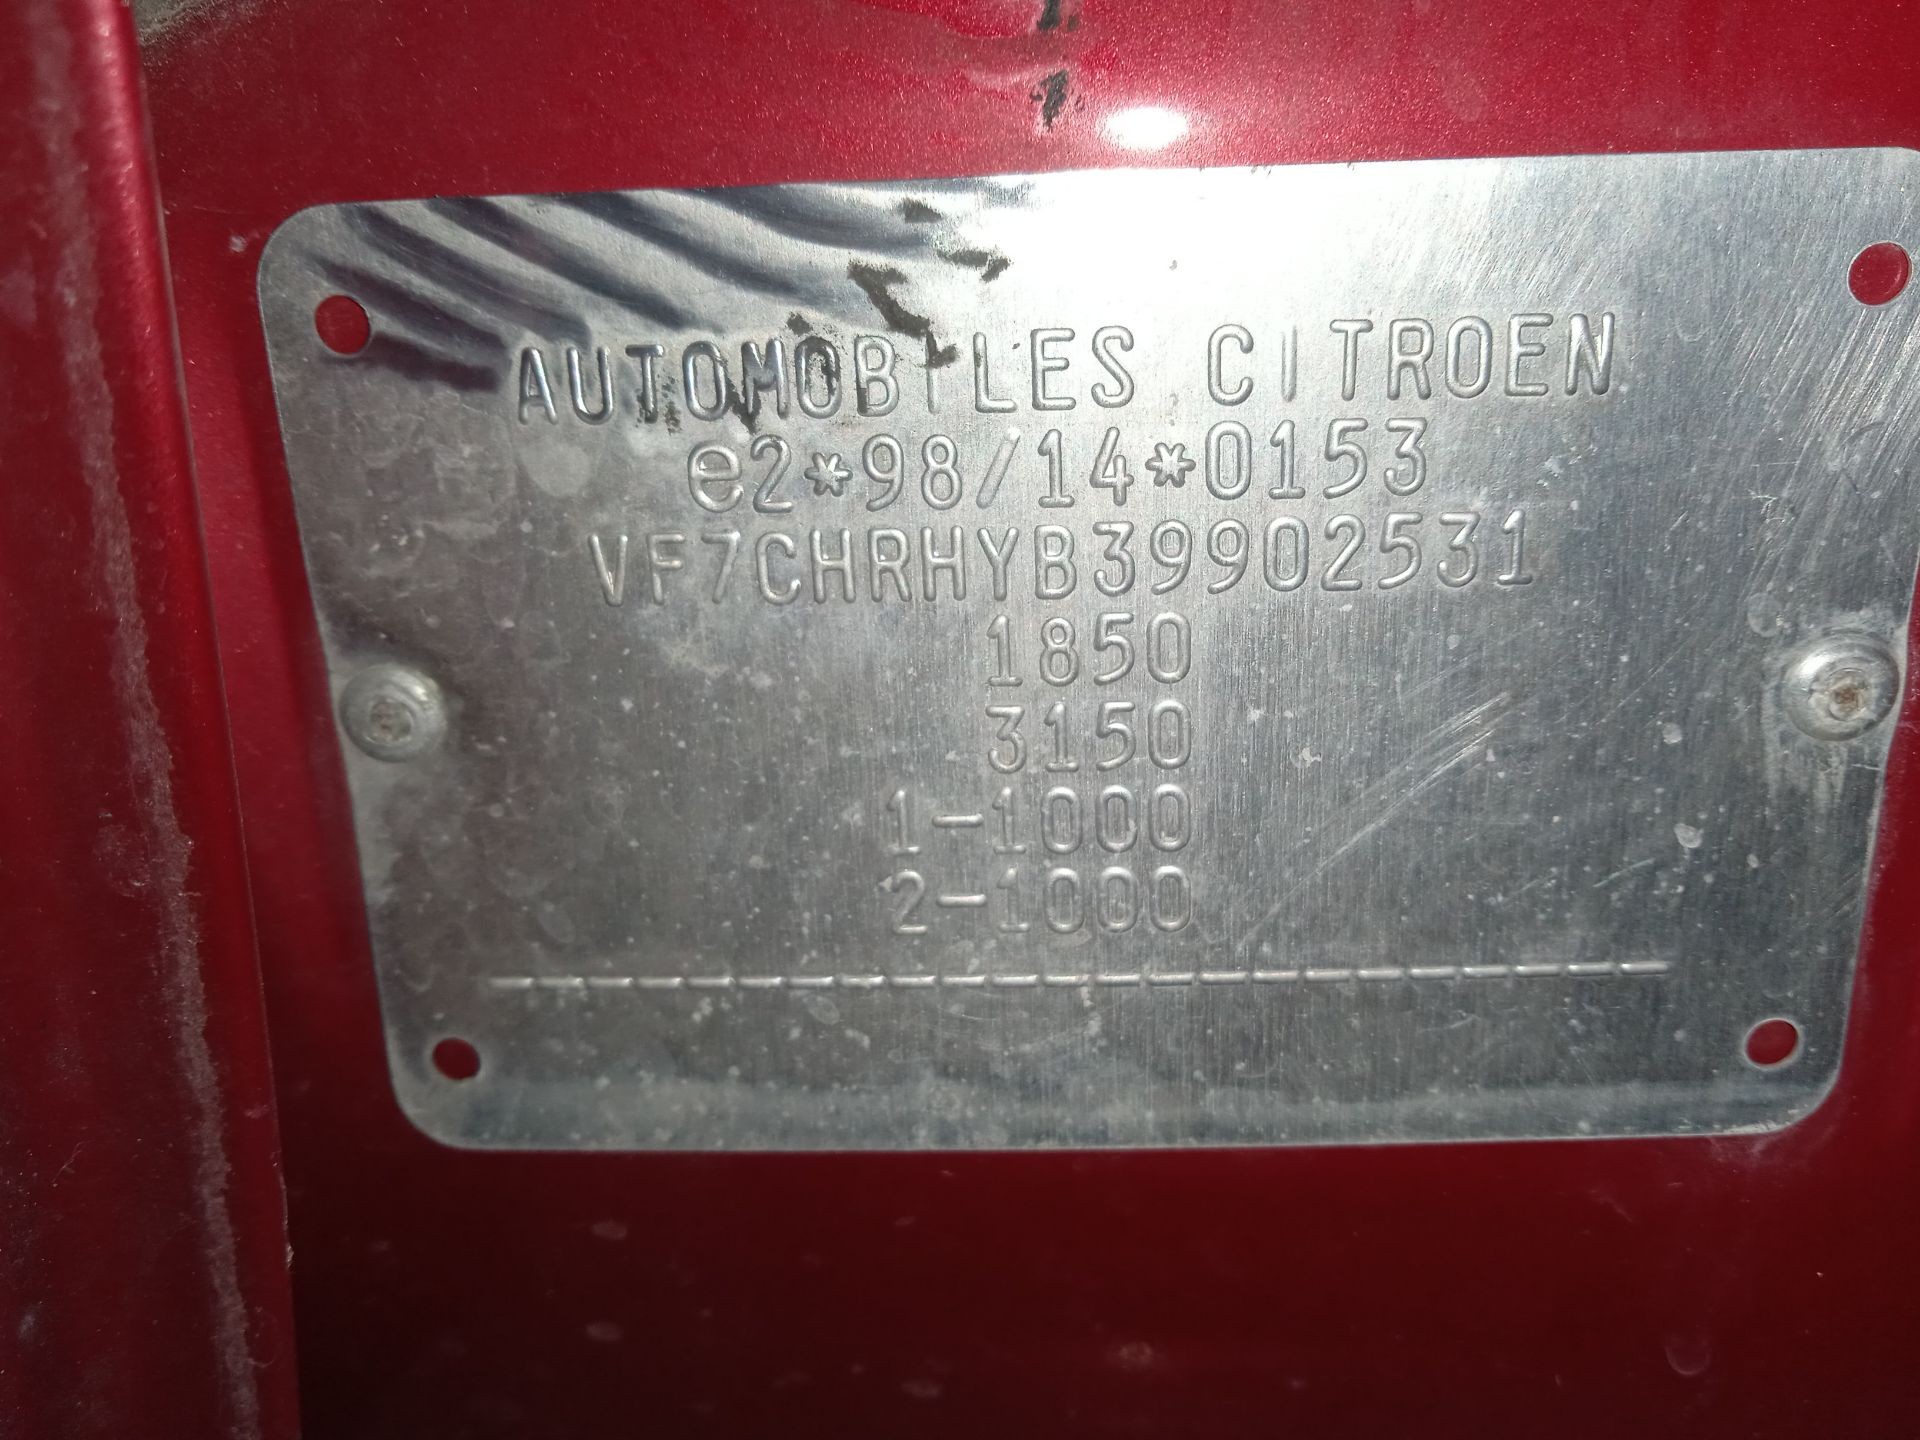 AUTOMOBILES CITROEN
e2*98/14*0153
VF7CHRHYB39902531
1850
3150
1-1000
2-1000
------------------------